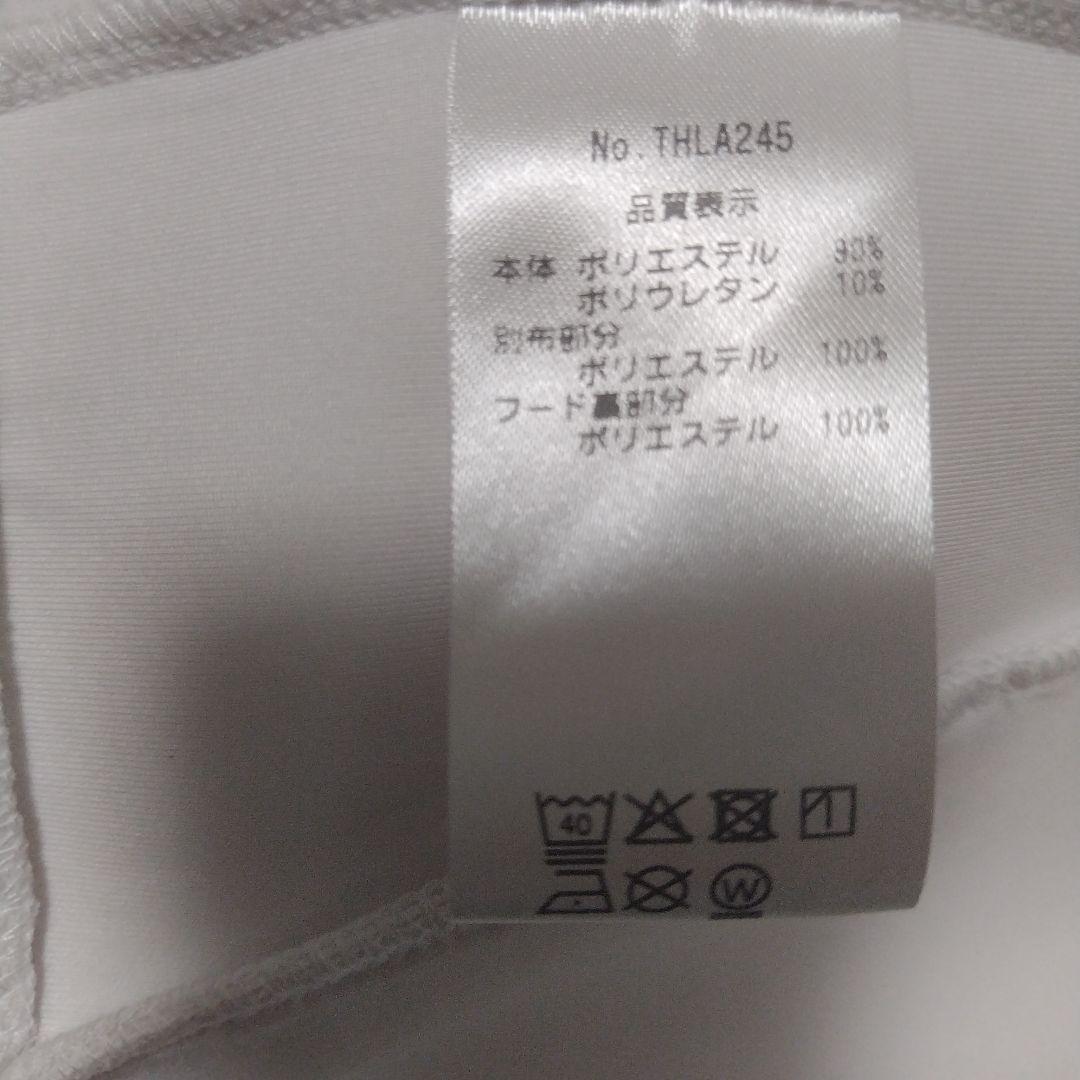 No.THLA245
品質表示
本体 ポリエステル 90%
ポリウレタン 10%
別布部分
ポリエステル 100%
フード裏部分
ポリエステル 100%
40
W